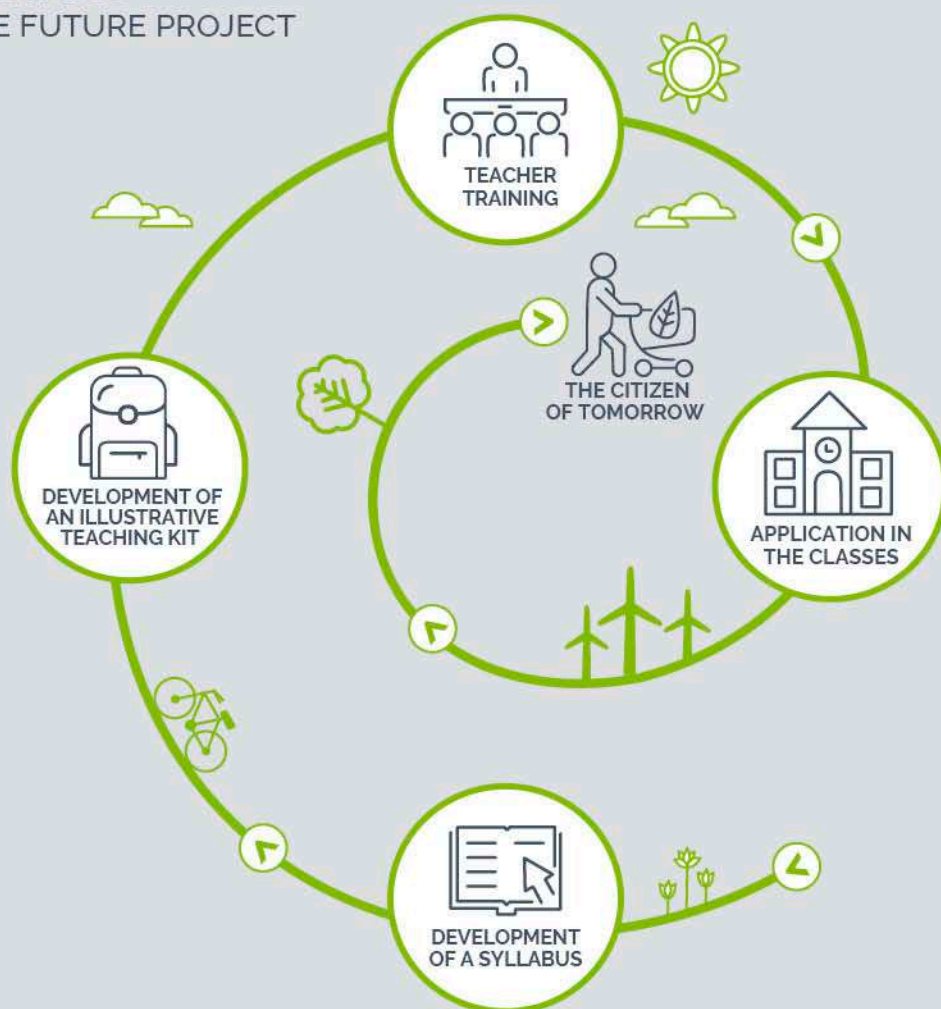 FUTURE PROJECT
TEACHER
TRAINING
THE CITIZEN
OF TOMORROW
DEVELOPMENT OF
AN ILLUSTRATIVE
TEACHING KIT
APPLICATION IN
THE CLASSES
DEVELOPMENT
OF A SYLLABUS